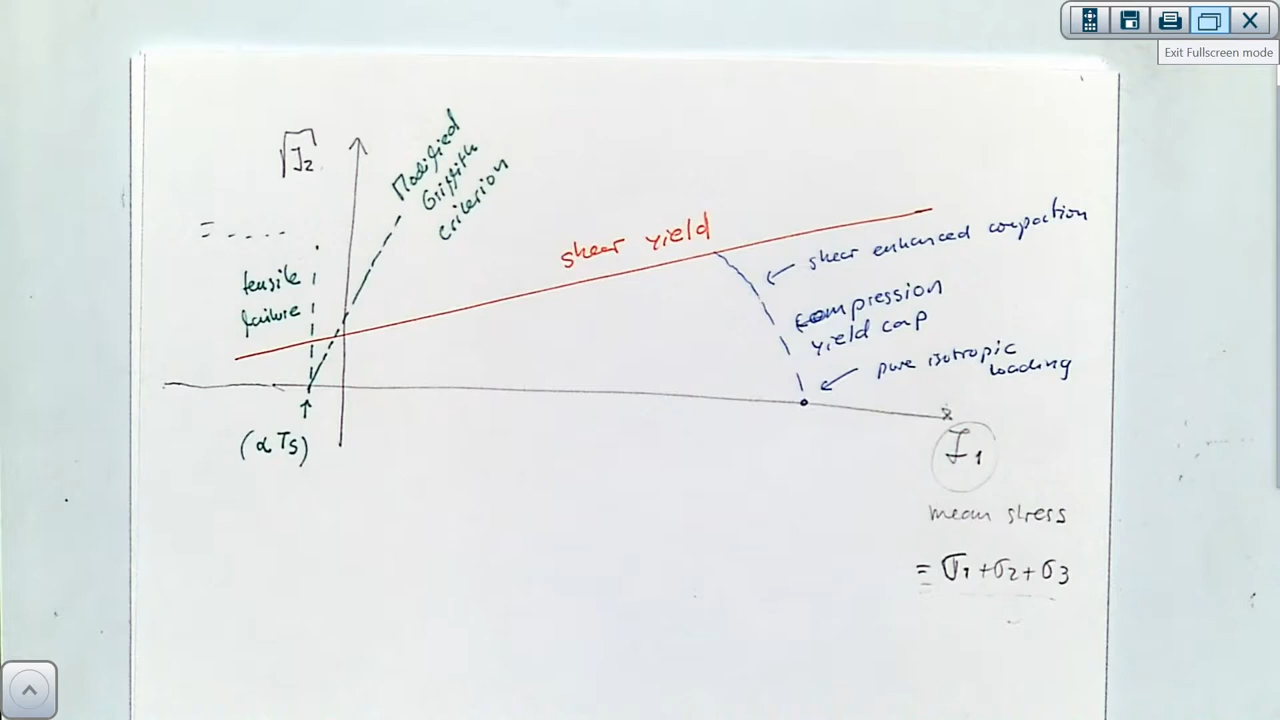 Exit Fullscreen mode
√J2
= ....
Modified
Griffith
criterion
tensile
failure
shear yield
shear enhanced compaction
compression
yield cap
pure isotropic
loading
(α TS)
I1
mean stress
= σ1 + σ2 + σ3